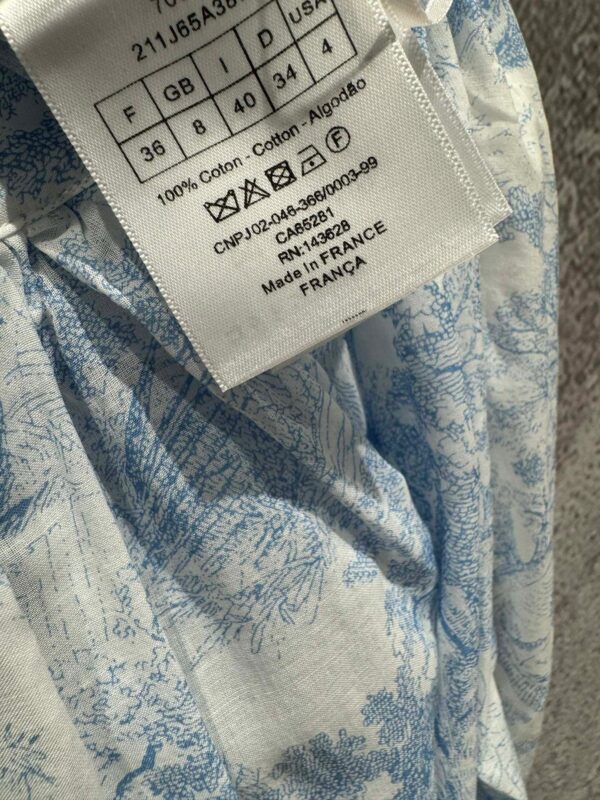 211J65A38
F GB I D USA
36 8 40 34 4
100% Coton - Cotton - Algodão
F
CNPJ02-046-366/0003-99
CA65281
RN:143628
Made In FRANCE
FRANÇA